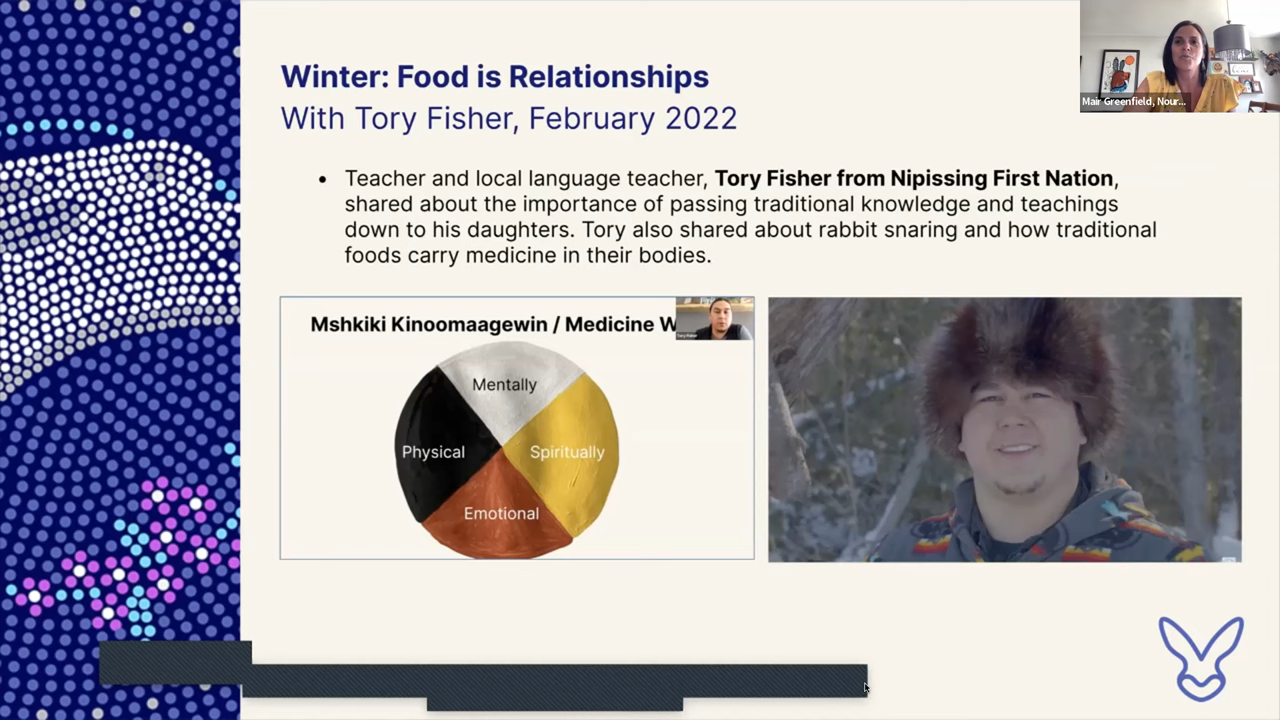 Winter: Food is Relationships
With Tory Fisher, February 2022
Mair Greenfield, Nour...
• Teacher and local language teacher, Tory Fisher from Nipissing First Nation,
shared about the importance of passing traditional knowledge and teachings
down to his daughters. Tory also shared about rabbit snaring and how traditional
foods carry medicine in their bodies.
Mshkiki Kinoomaagewin / Medicine W
Mentally
Physical
Spiritually
Emotional